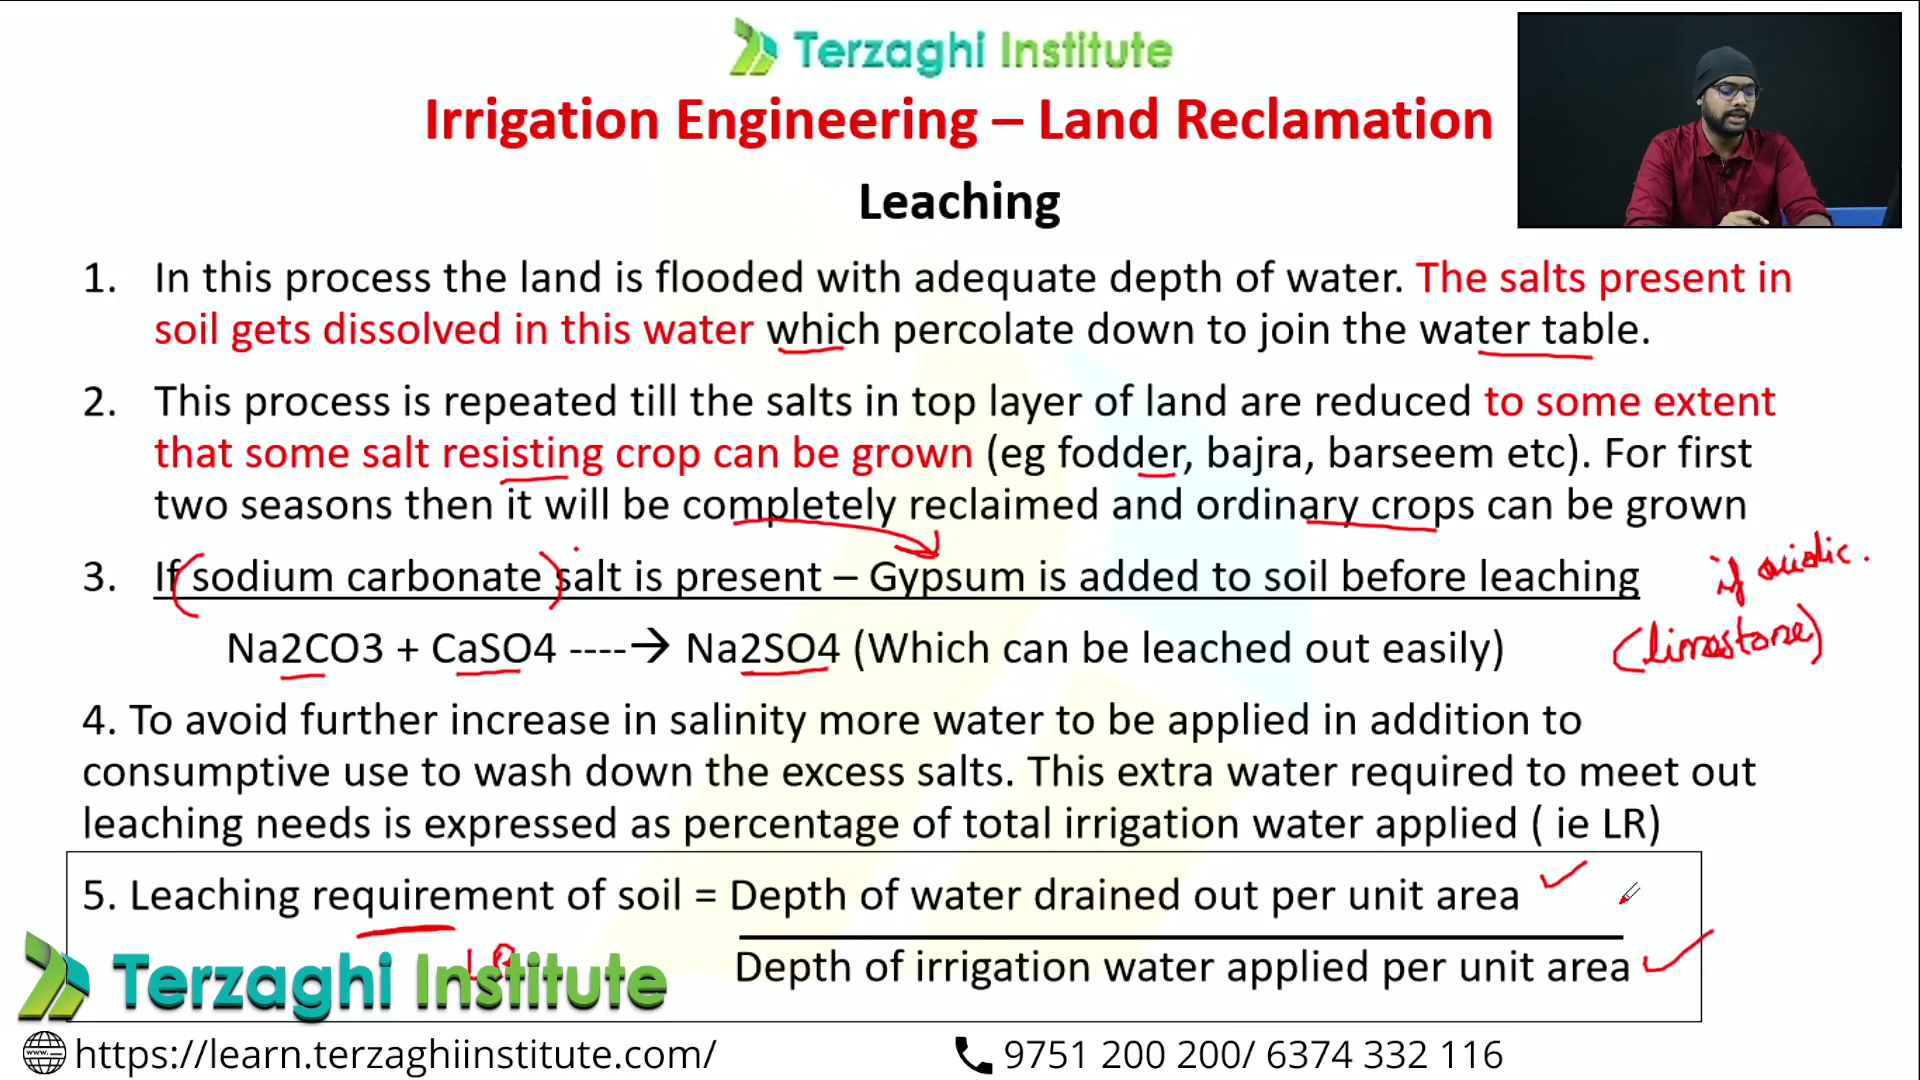 Terzaghi Institute
Irrigation Engineering – Land Reclamation
Leaching
1. In this process the land is flooded with adequate depth of water. The salts present in
soil gets dissolved in this water which percolate down to join the water table.
2. This process is repeated till the salts in top layer of land are reduced to some extent
that some salt resisting crop can be grown (eg fodder, bajra, barseem etc). For first
two seasons then it will be completely reclaimed and ordinary crops can be grown
3. If sodium carbonate salt is present – Gypsum is added to soil before leaching
if acidic.
Na2CO3 + CaSO4 ----→ Na2SO4 (Which can be leached out easily)
(limestone)
4. To avoid further increase in salinity more water to be applied in addition to
consumptive use to wash down the excess salts. This extra water required to meet out
leaching needs is expressed as percentage of total irrigation water applied ( ie LR)
5. Leaching requirement of soil = Depth of water drained out per unit area
Depth of irrigation water applied per unit area
Terzaghi Institute
https://learn.terzaghiinstitute.com/
9751 200 200/ 6374 332 116